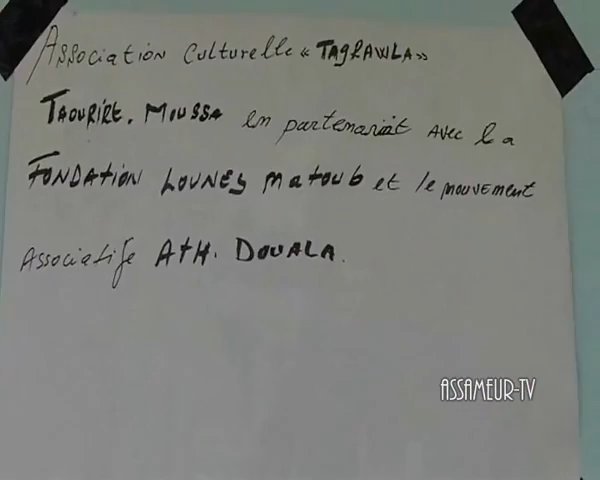 Association Culturelle « TAGRAWLA »
TAOURIRT. MOUSSA en partenariat AVEC la
FONDATION LOUNES MATOUB et le mouvement
Associatife ATH. DOUALA.
ASSAMEUR-TV